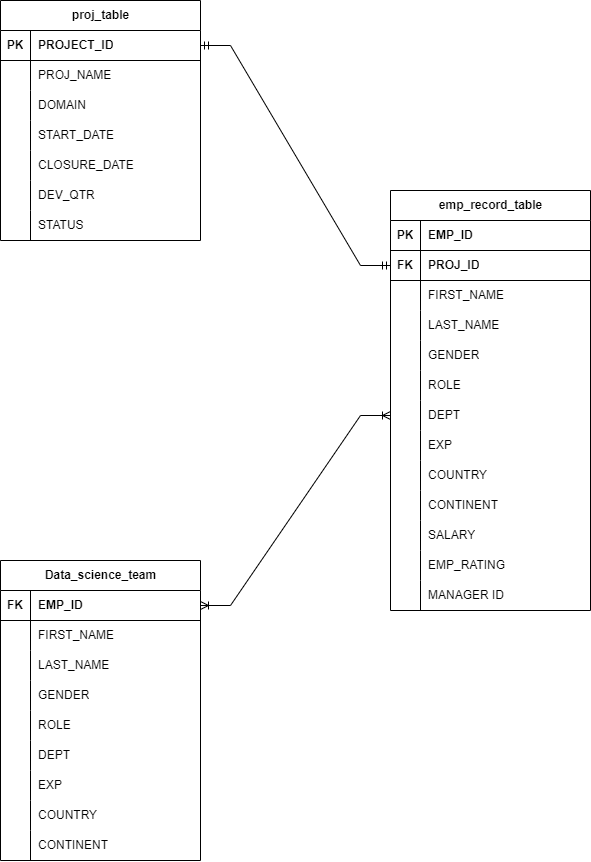 proj_table
PK PROJECT_ID
PROJ_NAME
DOMAIN
START_DATE
CLOSURE_DATE
DEV_QTR
STATUS
emp_record_table
PK EMP_ID
FK PROJ_ID
FIRST_NAME
LAST_NAME
GENDER
ROLE
DEPT
EXP
COUNTRY
CONTINENT
SALARY
EMP_RATING
MANAGER ID
Data_science_team
FK EMP_ID
FIRST_NAME
LAST_NAME
GENDER
ROLE
DEPT
EXP
COUNTRY
CONTINENT